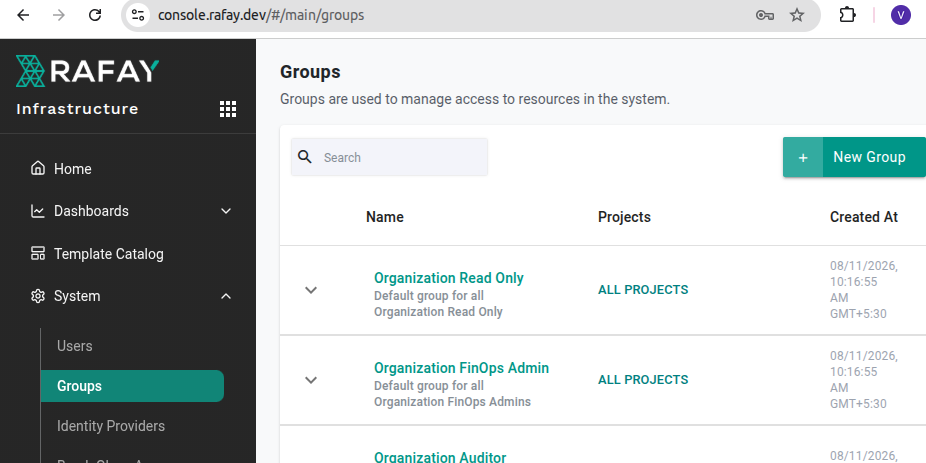 console.rafay.dev/#/main/groups
V
RAFAY
Infrastructure
Home
Dashboards
Template Catalog
System
Users
Groups
Identity Providers
Groups
Groups are used to manage access to resources in the system.
Search
+ New Group
Name Projects Created At
Organization Read Only
Default group for all
Organization Read Only
ALL PROJECTS
08/11/2026,
10:16:55
AM
GMT+5:30
Organization FinOps Admin
Default group for all
Organization FinOps Admins
ALL PROJECTS
08/11/2026,
10:16:55
AM
GMT+5:30
Organization Auditor
08/11/2026,